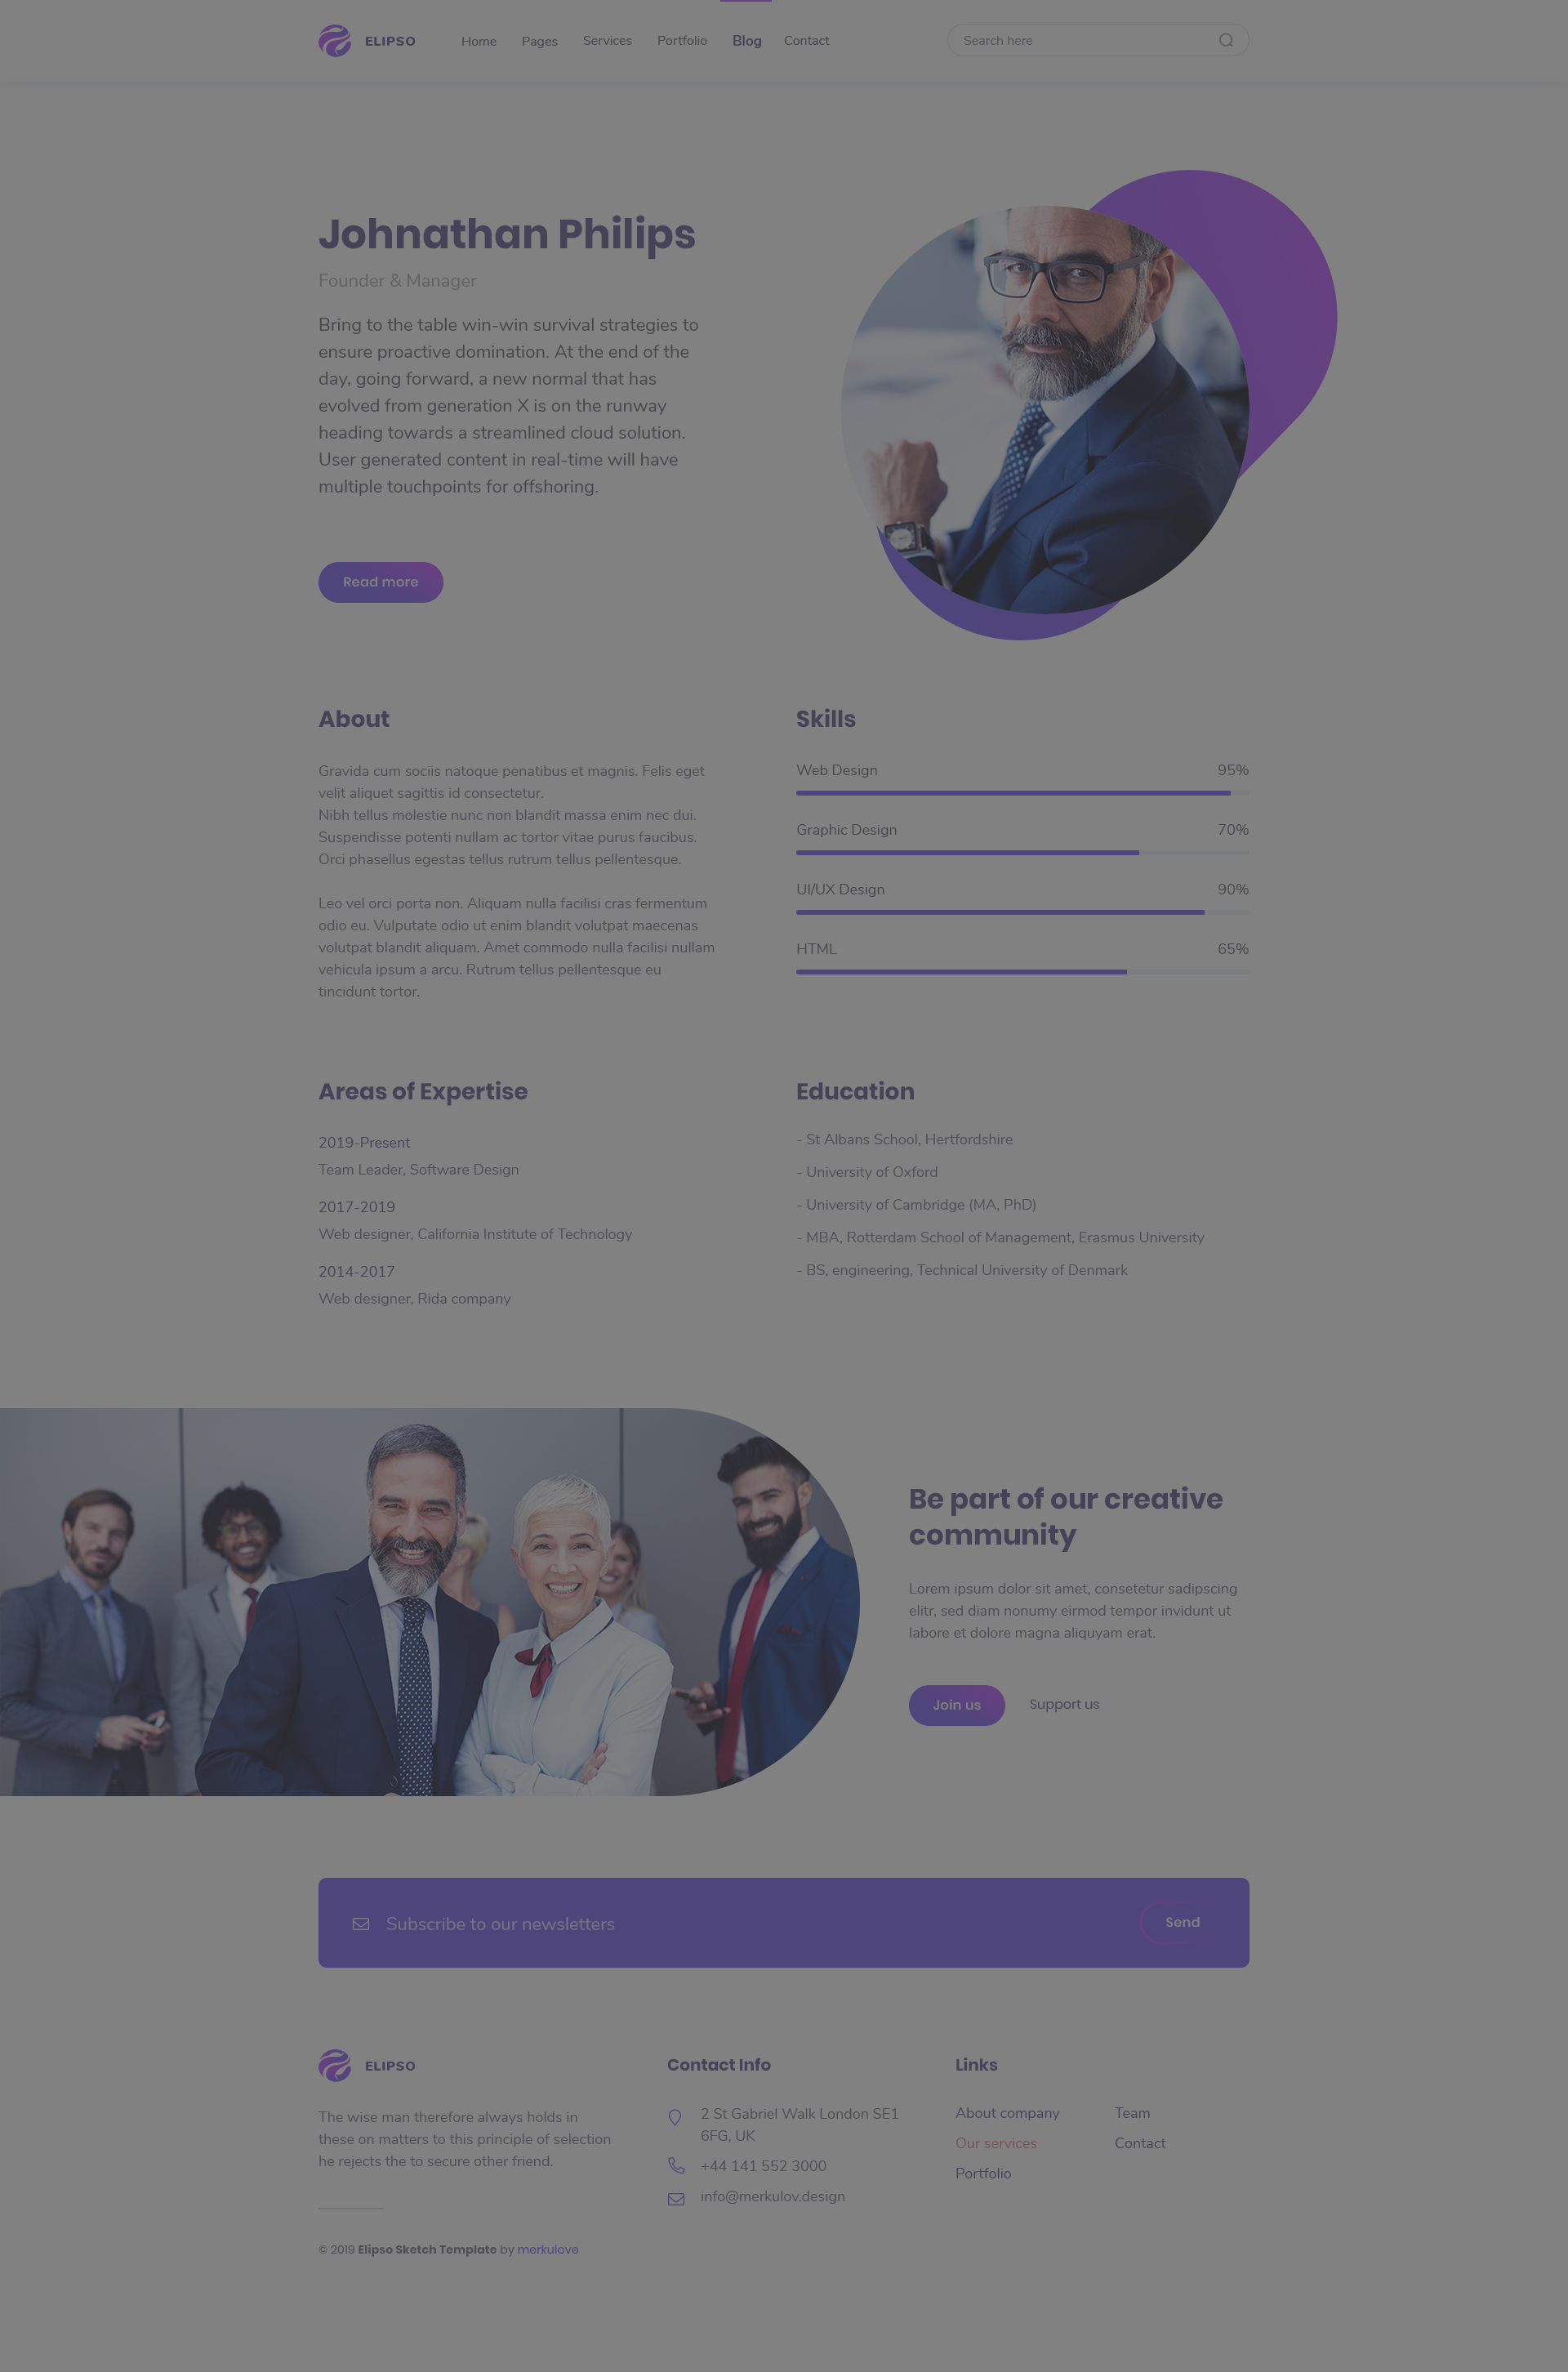 ELIPSO
Home Pages Services Portfolio Blog Contact
Search here
Johnathan Philips
Founder & Manager
Bring to the table win-win survival strategies to
ensure proactive domination. At the end of the
day, going forward, a new normal that has
evolved from generation X is on the runway
heading towards a streamlined cloud solution.
User generated content in real-time will have
multiple touchpoints for offshoring.
Read more
About
Gravida cum sociis natoque penatibus et magnis. Felis eget
velit aliquet sagittis id consectetur.
Nibh tellus molestie nunc non blandit massa enim nec dui.
Suspendisse potenti nullam ac tortor vitae purus faucibus.
Orci phasellus egestas tellus rutrum tellus pellentesque.
Leo vel orci porta non. Aliquam nulla facilisi cras fermentum
odio eu. Vulputate odio ut enim blandit volutpat maecenas
volutpat blandit aliquam. Amet commodo nulla facilisi nullam
vehicula ipsum a arcu. Rutrum tellus pellentesque eu
tincidunt tortor.
Skills
Web Design 95%
Graphic Design 70%
UI/UX Design 90%
HTML 65%
Areas of Expertise
2019-Present
Team Leader, Software Design
2017-2019
Web designer, California Institute of Technology
2014-2017
Web designer, Rida company
Education
- St Albans School, Hertfordshire
- University of Oxford
- University of Cambridge (MA, PhD)
- MBA, Rotterdam School of Management, Erasmus University
- BS, engineering, Technical University of Denmark
Be part of our creative
community
Lorem ipsum dolor sit amet, consetetur sadipscing
elitr, sed diam nonumy eirmod tempor invidunt ut
labore et dolore magna aliquyam erat.
Join us Support us
Subscribe to our newsletters
Send
ELIPSO
The wise man therefore always holds in
these on matters to this principle of selection
he rejects the to secure other friend.
© 2019 Elipso Sketch Template by merkulove
Contact Info
2 St Gabriel Walk London SE1
6FG, UK
+44 141 552 3000
info@merkulov.design
Links
About company Team
Our services Contact
Portfolio